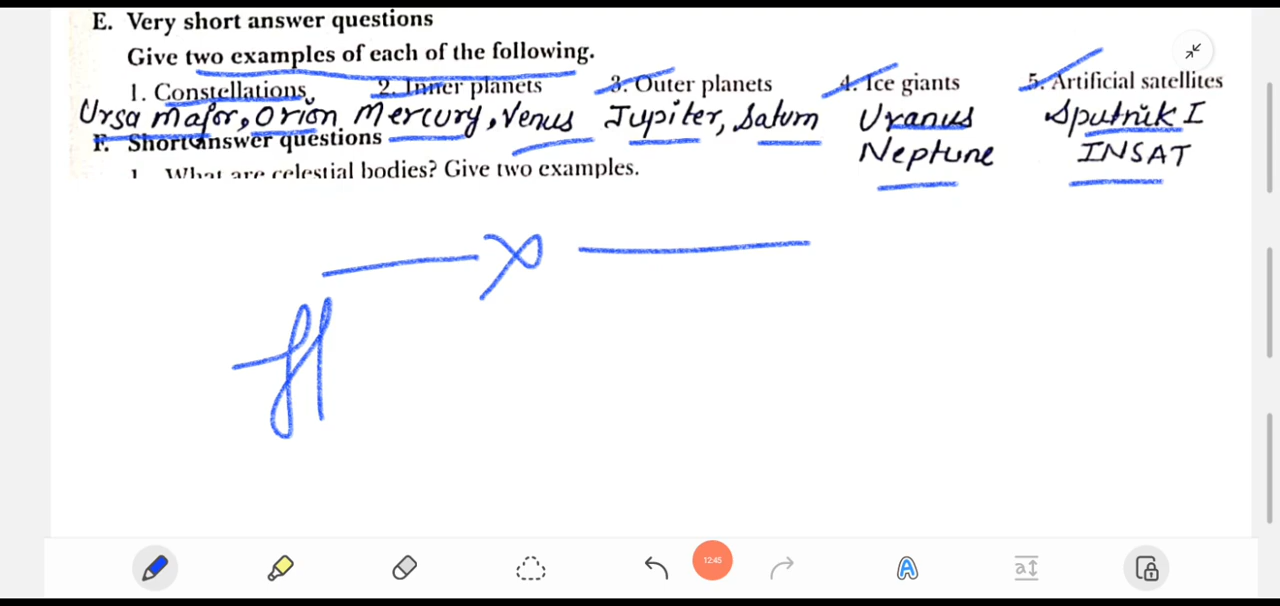 E. Very short answer questions
Give two examples of each of the following.
1. Constellations 2. Inner planets 3. Outer planets 4. Ice giants 5. Artificial satellites
Ursa major, Orion Mercury, Venus Jupiter, Saturn Uranus Sputnik I
Neptune INSAT
F. Short answer questions
1. What are celestial bodies? Give two examples.
12:45
A a